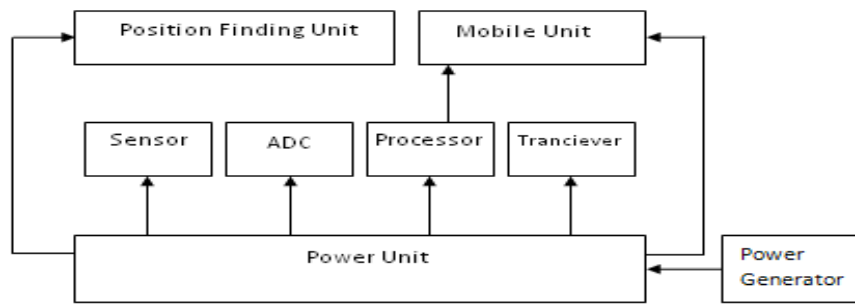 Position Finding Unit
Mobile Unit
Sensor
ADC
Processor
Tranciever
Power Unit
Power
Generator